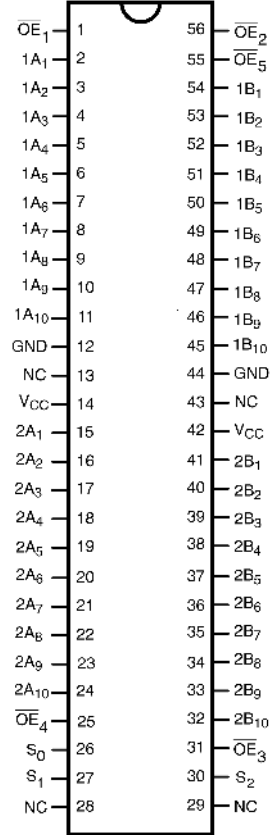 OE1 1 56 OE2
1A1 2 55 OE5
1A2 3 54 1B1
1A3 4 53 1B2
1A4 5 52 1B3
1A5 6 51 1B4
1A6 7 50 1B5
1A7 8 49 1B6
1A8 9 48 1B7
1A9 10 47 1B8
1A10 11 46 1B9
GND 12 45 1B10
NC 13 44 GND
VCC 14 43 NC
2A1 15 42 VCC
2A2 16 41 2B1
2A3 17 40 2B2
2A4 18 39 2B3
2A5 19 38 2B4
2A6 20 37 2B5
2A7 21 36 2B6
2A8 22 35 2B7
2A9 23 34 2B8
2A10 24 33 2B9
OE4 25 32 2B10
S0 26 31 OE3
S1 27 30 S2
NC 28 29 NC